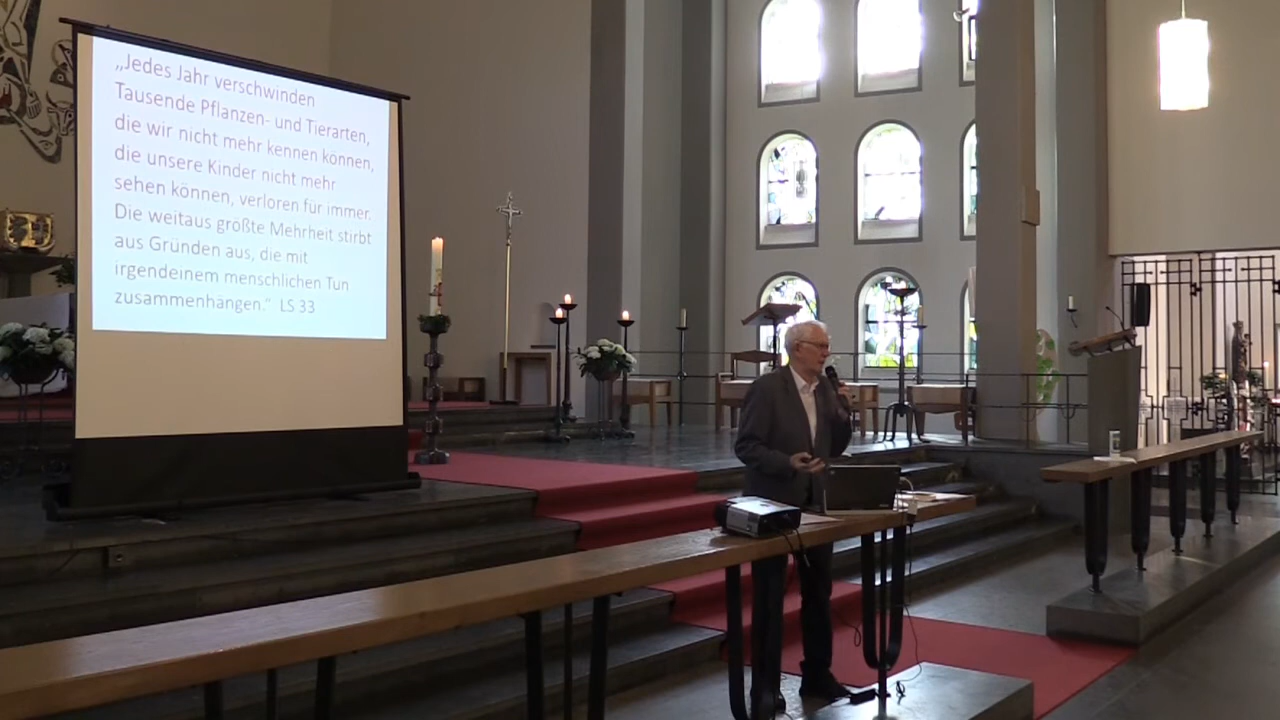 „Jedes Jahr verschwinden
Tausende Pflanzen- und Tierarten,
die wir nicht mehr kennen können,
die unsere Kinder nicht mehr
sehen können, verloren für immer.
Die weitaus größte Mehrheit stirbt
aus Gründen aus, die mit
irgendeinem menschlichen Tun
zusammenhängen.“ LS 33